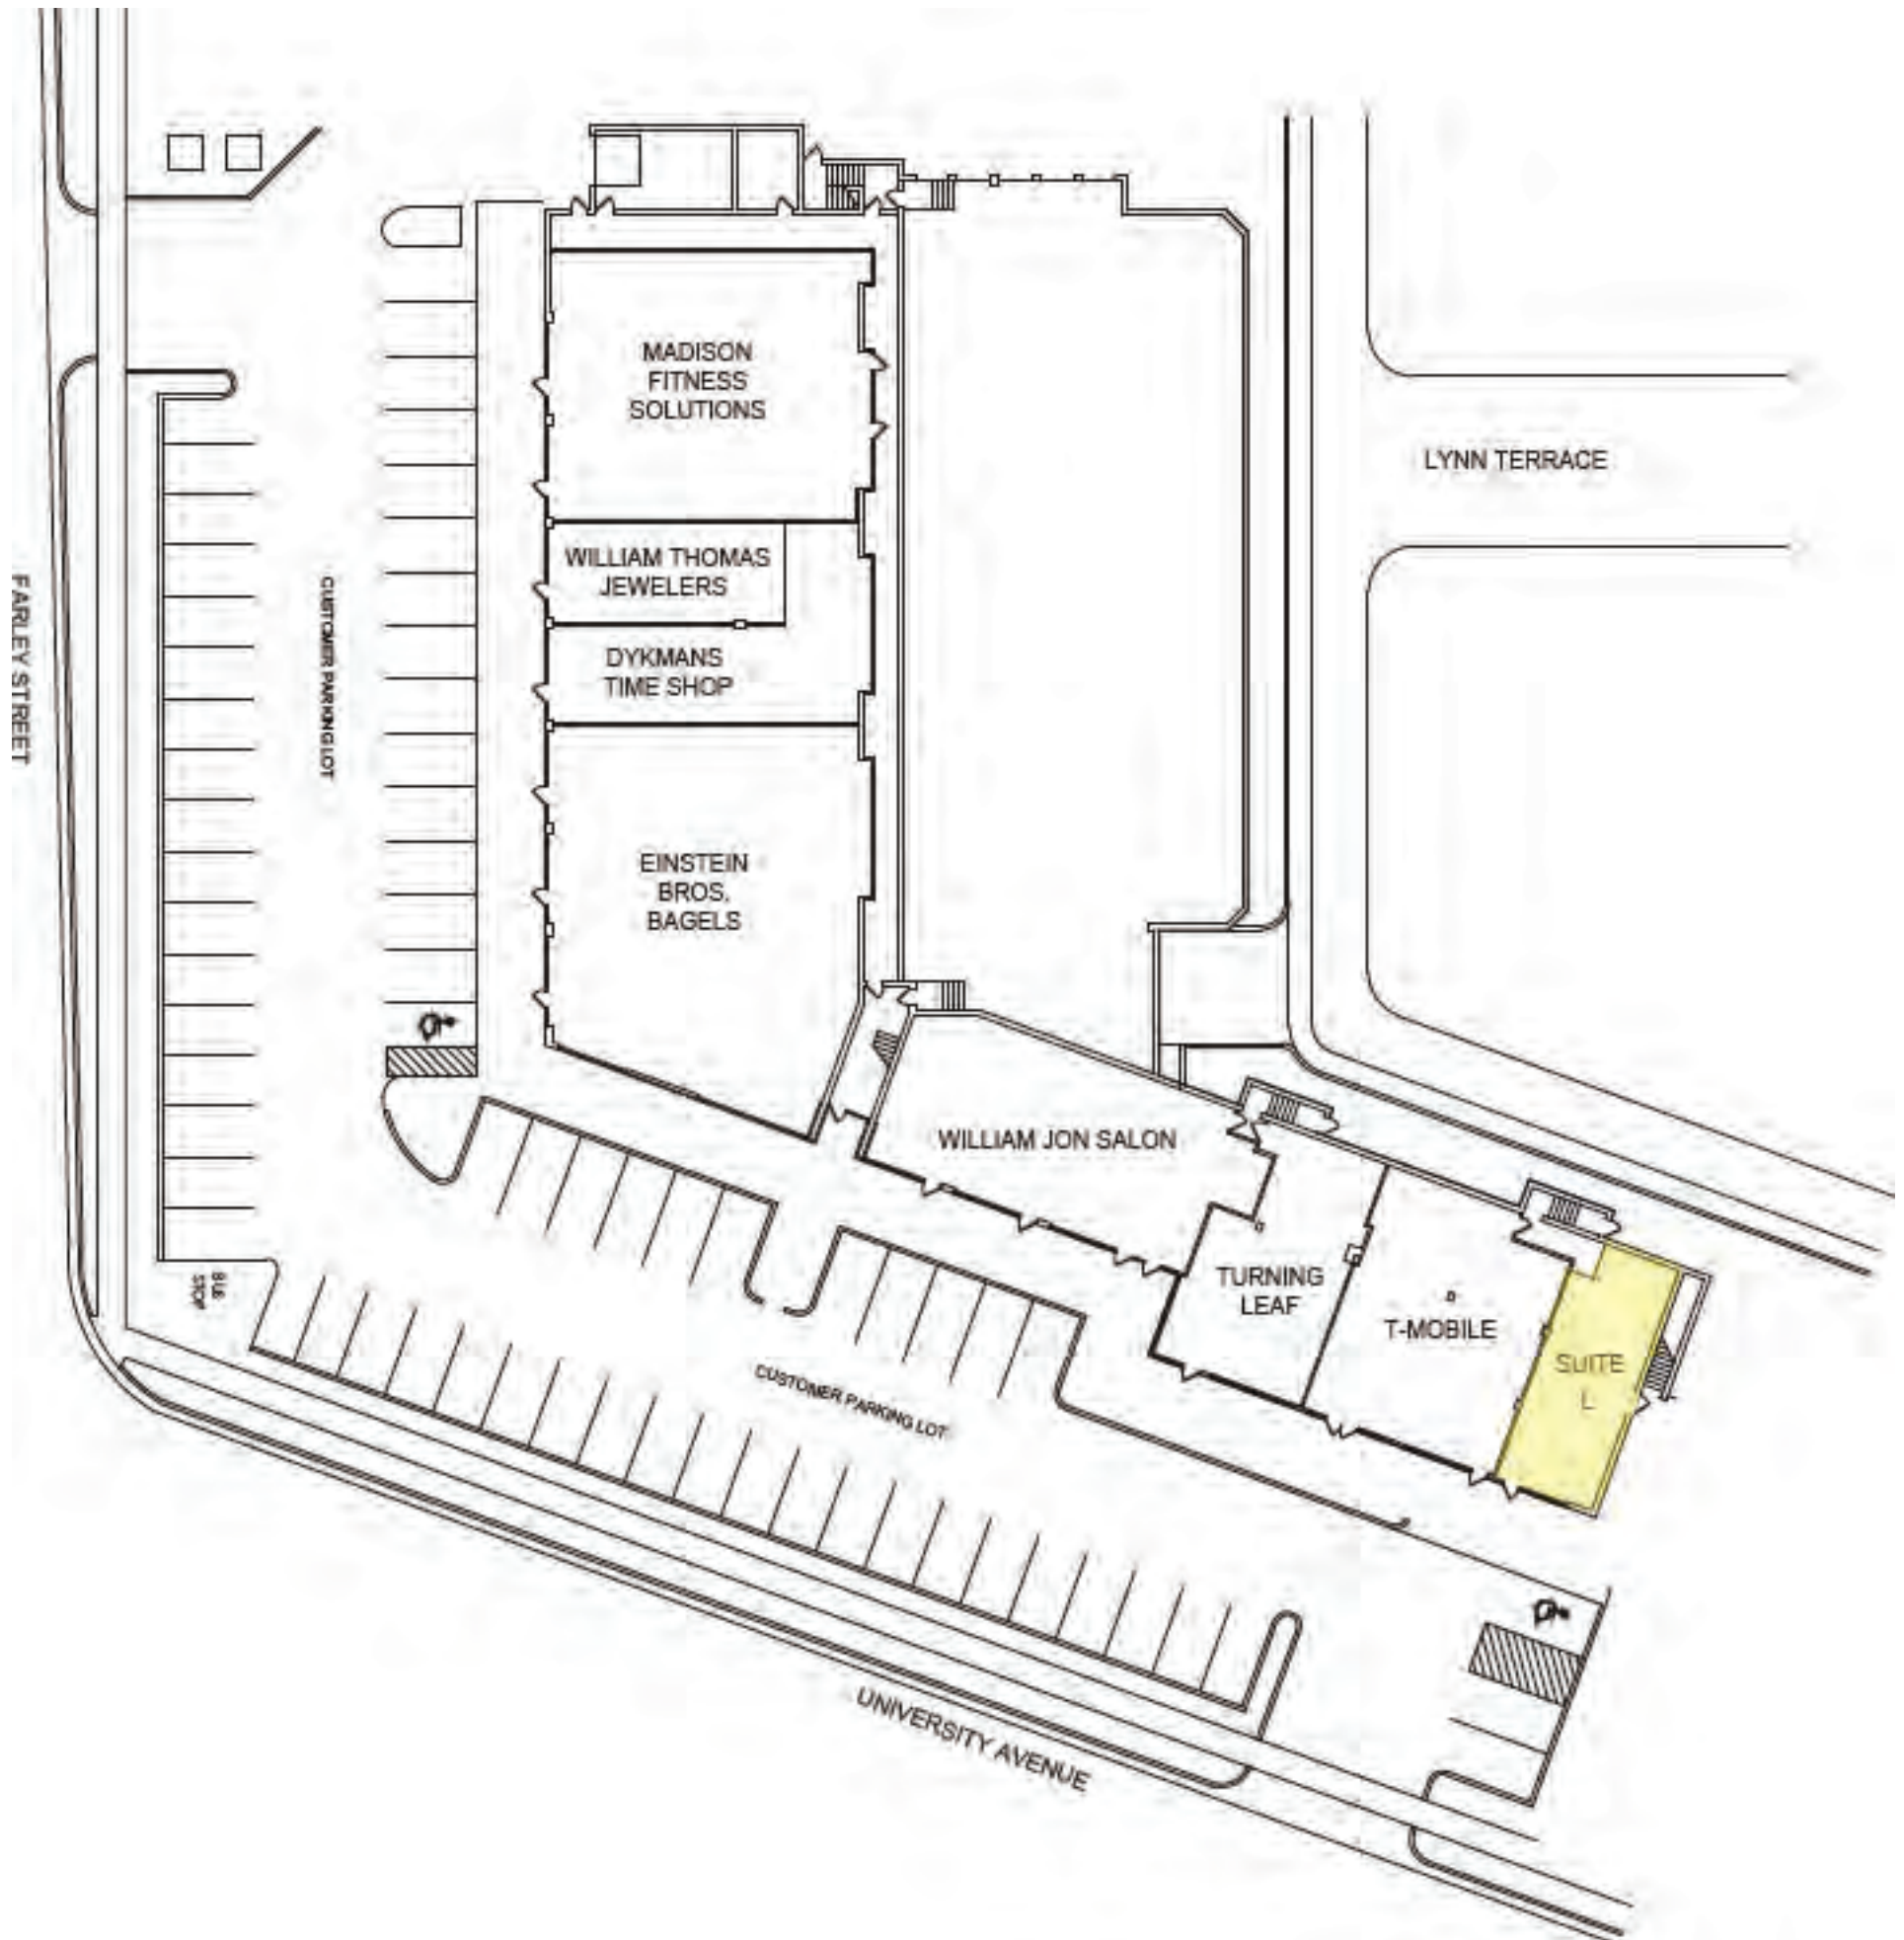 MADISON
FITNESS
SOLUTIONS
LYNN TERRACE
WILLIAM THOMAS
JEWELERS
FARLEY STREET
CUSTOMER PARKING LOT
DYKMANS
TIME SHOP
EINSTEIN
BROS.
BAGELS
WILLIAM JON SALON
TURNING
LEAF
T-MOBILE
SUITE
L
BUS
STOP
CUSTOMER PARKING LOT
UNIVERSITY AVENUE